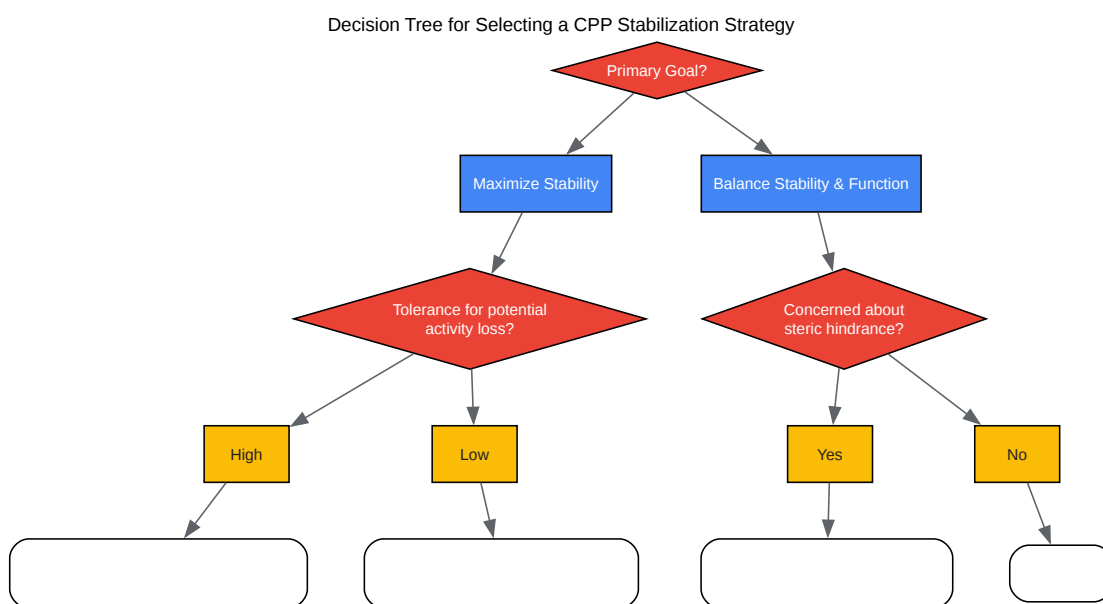 Decision Tree for Selecting a CPP Stabilization Strategy
Primary Goal?
Maximize Stability
Balance Stability & Function
Tolerance for potential
activity loss?
Concerned about
steric hindrance?
High
Low
Yes
No